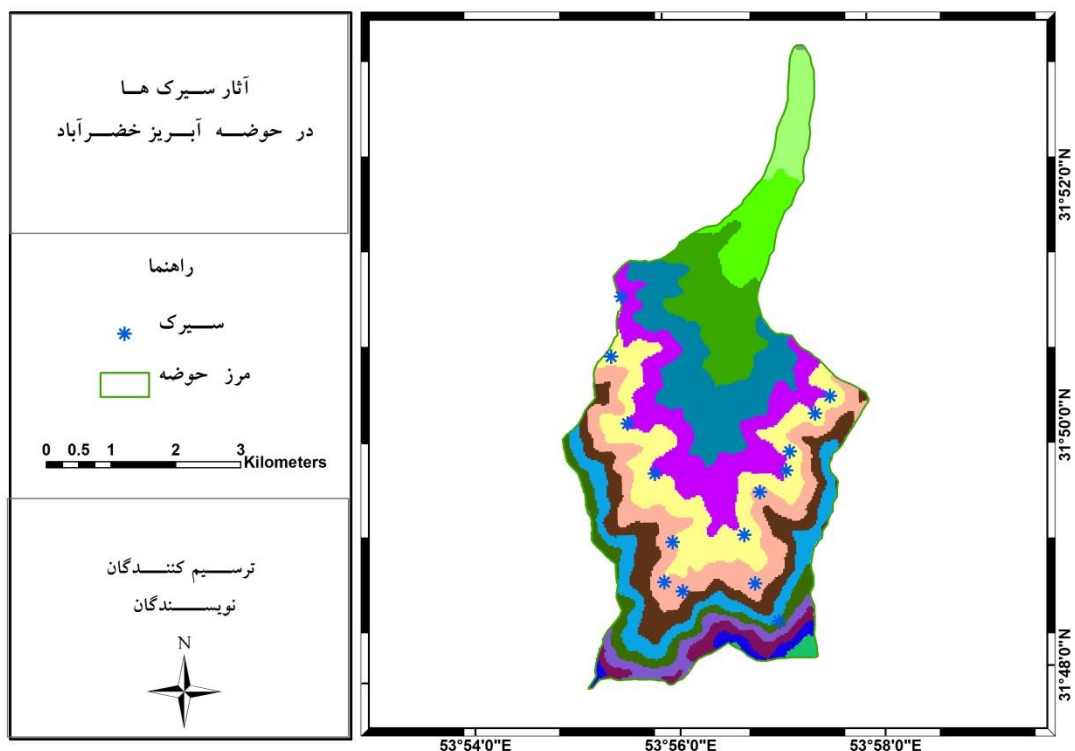 آثار سیرک ها
در حوضه آبریز خضرآباد
راهنما
سیرک
مرز حوضه
0 0.5 1 2 3
Kilometers
ترسیم کنندگان
نویسندگان
N
31°52'0"N
31°50'0"N
31°48'0"N
53°54'0"E 53°56'0"E 53°58'0"E